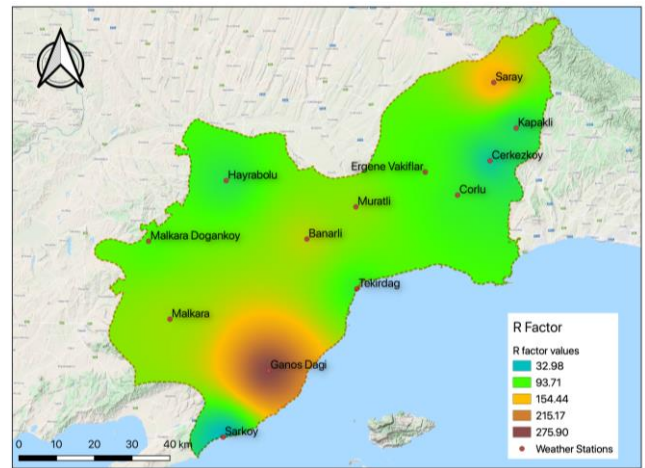 Saray
Kapakli
Cerkezkoy
Ergene Vakiflar
Hayrabolu
Corlu
Muratli
Malkara Dogankoy
Banarli
Tekirdag
Malkara
Ganos Dagi
Sarkoy
R Factor
R factor values
32.98
93.71
154.44
215.17
275.90
Weather Stations
0 10 20 30 40 km